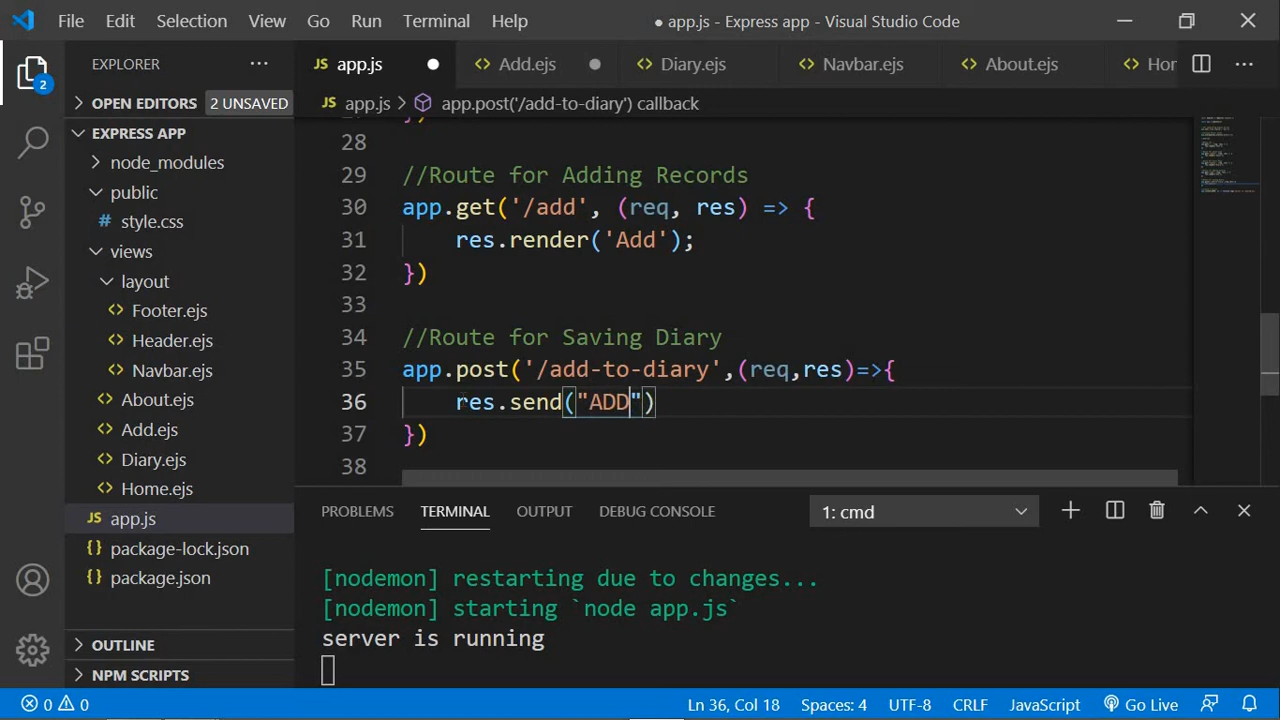 File Edit Selection View Go Run Terminal Help ● app.js - Express app - Visual Studio Code
EXPLORER ···
JS app.js ● <> Add.ejs ● <> Diary.ejs <> Navbar.ejs <> About.ejs <> Hor ···
2
> OPEN EDITORS 2 UNSAVED
JS app.js > app.post('/add-to-diary') callback
EXPRESS APP
> node_modules
public
# style.css
views
layout
<> Footer.ejs
<> Header.ejs
<> Navbar.ejs
<> About.ejs
<> Add.ejs
<> Diary.ejs
<> Home.ejs
JS app.js
{} package-lock.json
{} package.json
> OUTLINE
> NPM SCRIPTS
})
28
29 //Route for Adding Records
30 app.get('/add', (req, res) => {
31 res.render('Add');
32 })
33
34 //Route for Saving Diary
35 app.post('/add-to-diary',(req,res)=>{
36 res.send("ADD")
37 })
38
PROBLEMS TERMINAL OUTPUT DEBUG CONSOLE 1: cmd
[nodemon] restarting due to changes...
[nodemon] starting `node app.js`
server is running
0 0 Ln 36, Col 18 Spaces: 4 UTF-8 CRLF JavaScript Go Live